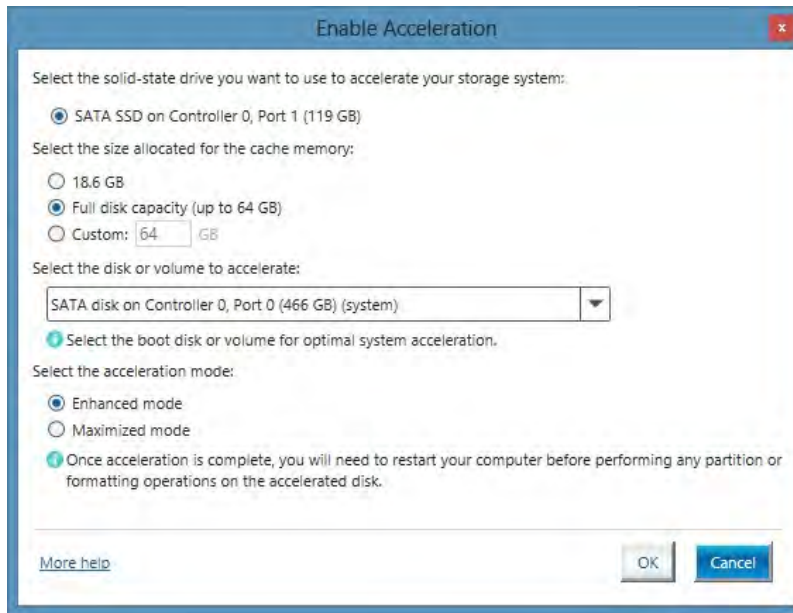 Enable Acceleration
x
Select the solid-state drive you want to use to accelerate your storage system:
SATA SSD on Controller 0, Port 1 (119 GB)
Select the size allocated for the cache memory:
18.6 GB
Full disk capacity (up to 64 GB)
Custom: 64 GB
Select the disk or volume to accelerate:
SATA disk on Controller 0, Port 0 (466 GB) (system)
Select the boot disk or volume for optimal system acceleration.
Select the acceleration mode:
Enhanced mode
Maximized mode
Once acceleration is complete, you will need to restart your computer before performing any partition or
formatting operations on the accelerated disk.
More help
OK
Cancel